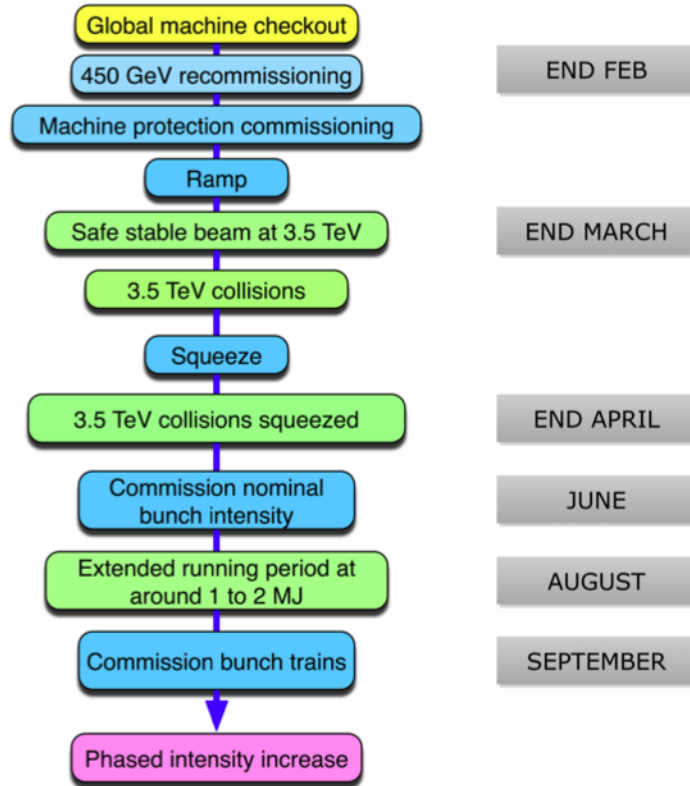 Global machine checkout
450 GeV recommissioning
END FEB
Machine protection commissioning
Ramp
Safe stable beam at 3.5 TeV
END MARCH
3.5 TeV collisions
Squeeze
3.5 TeV collisions squeezed
END APRIL
Commission nominal
bunch intensity
JUNE
Extended running period at
around 1 to 2 MJ
AUGUST
Commission bunch trains
SEPTEMBER
Phased intensity increase